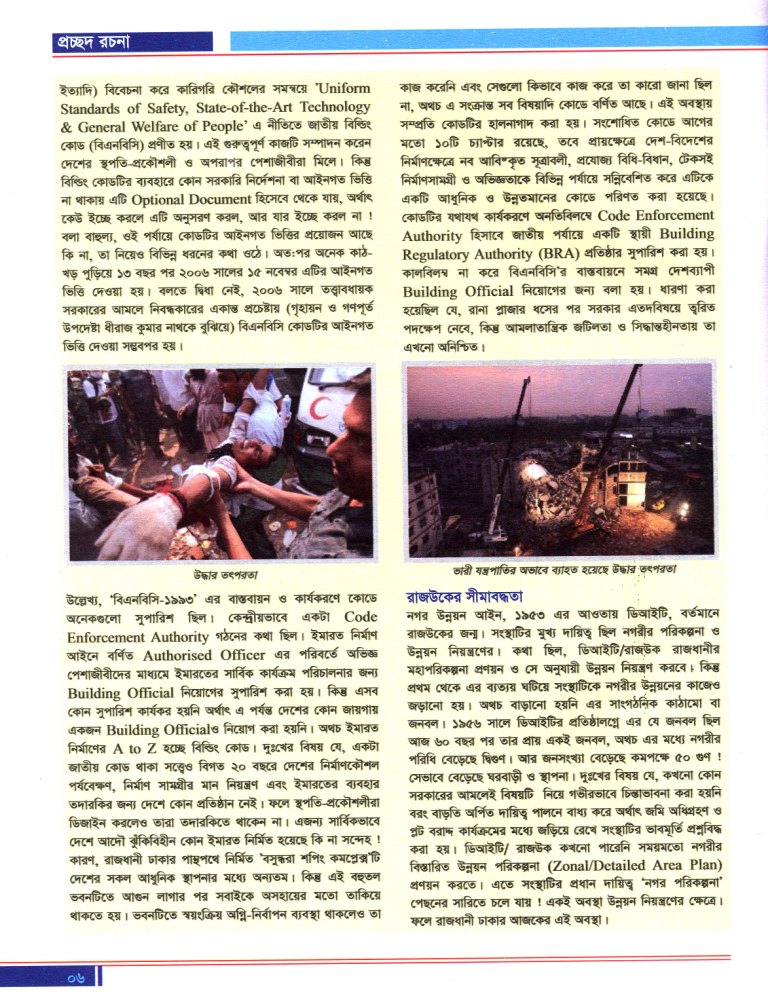 প্রচ্ছদ রচনা
ইত্যাদি) বিবেচনা করে কারিগরি কৌশলের সমন্বয়ে 'Uniform
Standards of Safety, State-of-the-Art Technology
& General Welfare of People' এ নীতিতে জাতীয় বিল্ডিং
কোড (বিএনবিসি) প্রণীত হয়। এই গুরুত্বপূর্ণ কাজটি সম্পাদন করেন
দেশের স্থপতি-প্রকৌশলী ও অপরাপর পেশাজীবীরা মিলে। কিন্তু
বিল্ডিং কোডটির ব্যবহারে কোন সরকারি নির্দেশনা বা আইনগত ভিত্তি
না থাকায় এটি Optional Document হিসেবে থেকে যায়, অর্থাৎ
কেউ ইচ্ছে করলে এটি অনুসরণ করল, আর যার ইচ্ছে করল না !
বলা বাহুল্য, ওই পর্যায়ে কোডটির আইনগত ভিত্তির প্রয়োজন আছে
কি না, তা নিয়েও বিভিন্ন ধরনের কথা ওঠে। অতঃপর অনেক কাঠ-
খড় পুড়িয়ে ১৩ বছর পর ২০০৬ সালের ১৫ নবেম্বর এটির আইনগত
ভিত্তি দেওয়া হয়। বলতে দ্বিধা নেই, ২০০৬ সালে তত্ত্বাবধায়ক
সরকারের আমলে নিবন্ধকারের একান্ত প্রচেষ্টায় (গৃহায়ন ও গণপূর্ত
উপদেষ্টা ধীরাজ কুমার নাথকে বুঝিয়ে) বিএনবিসি কোডটির আইনগত
ভিত্তি দেওয়া সম্ভবপর হয়।
উদ্ধার তৎপরতা
উল্লেখ্য, 'বিএনবিসি-১৯৯৩' এর বাস্তবায়ন ও কার্যকরণে কোডে
অনেকগুলো সুপারিশ ছিল। কেন্দ্রীয়ভাবে একটা Code
Enforcement Authority গঠনের কথা ছিল। ইমারত নির্মাণ
আইনে বর্ণিত Authorised Officer এর পরিবর্তে অভিজ্ঞ
পেশাজীবীদের মাধ্যমে ইমারতের সার্বিক কার্যক্রম পরিচালনার জন্য
Building Official নিয়োগের সুপারিশ করা হয়। কিন্তু এসব
কোন সুপারিশ কার্যকর হয়নি অর্থাৎ এ পর্যন্ত দেশের কোন জায়গায়
একজন Building Officialও নিয়োগ করা হয়নি। অথচ ইমারত
নির্মাণের A to Z হচ্ছে বিল্ডিং কোড। দুঃখের বিষয় যে, একটা
জাতীয় কোড থাকা সত্ত্বেও বিগত ২০ বছরে দেশের নির্মাণকৌশল
পর্যবেক্ষণ, নির্মাণ সামগ্রীর মান নিয়ন্ত্রণ এবং ইমারতের ব্যবহার
তদারকির জন্য দেশে কোন প্রতিষ্ঠান নেই। ফলে স্থপতি-প্রকৌশলীরা
ডিজাইন করলেও তারা তদারকিতে থাকেন না। এজন্য সার্বিকভাবে
দেশে আদৌ ঝুঁকিবিহীন কোন ইমারত নির্মিত হয়েছে কি না সন্দেহ !
কারণ, রাজধানী ঢাকার পান্থপথে নির্মিত 'বসুন্ধরা শপিং কমপ্লেক্স'টি
দেশের সকল আধুনিক স্থাপনার মধ্যে অন্যতম। কিন্তু এই বহুতল
ভবনটিতে আগুন লাগার পর সবাইকে অসহায়ের মতো তাকিয়ে
থাকতে হয়। ভবনটিতে স্বয়ংক্রিয় অগ্নি-নির্বাপন ব্যবস্থা থাকলেও তা
কাজ করেনি এবং সেগুলো কিভাবে কাজ করে তা কারো জানা ছিল
না, অথচ এ সংক্রান্ত সব বিষয়াদি কোডে বর্ণিত আছে। এই অবস্থায়
সম্প্রতি কোডটির হালনাগাদ করা হয়। সংশোধিত কোডে আগের
মতো ১০টি চ্যাপ্টার রয়েছে, তবে প্রায়ক্ষেত্রে দেশ-বিদেশের
নির্মাণক্ষেত্রে নব আবিষ্কৃত সূত্রাবলী, প্রযোজ্য বিধি-বিধান, টেকসই
নির্মাণসামগ্রী ও অভিজ্ঞতাকে বিভিন্ন পর্যায়ে সন্নিবেশিত করে এটিকে
একটি আধুনিক ও উন্নতমানের কোডে পরিণত করা হয়েছে।
কোডটির যথাযথ কার্যকরণে অনতিবিলম্বে Code Enforcement
Authority হিসাবে জাতীয় পর্যায়ে একটি স্থায়ী Building
Regulatory Authority (BRA) প্রতিষ্ঠার সুপারিশ করা হয়।
কালবিলম্ব না করে বিএনবিসি'র বাস্তবায়নে সমগ্র দেশব্যাপী
Building Official নিয়োগের জন্য বলা হয়। ধারণা করা
হয়েছিল যে, রানা প্লাজার ধসের পর সরকার এতদবিষয়ে ত্বরিত
পদক্ষেপ নেবে, কিন্তু আমলাতান্ত্রিক জটিলতা ও সিদ্ধান্তহীনতায় তা
এখনো অনিশ্চিত।
ভারী যন্ত্রপাতির অভাবে ব্যাহত হয়েছে উদ্ধার তৎপরতা
রাজউকের সীমাবদ্ধতা
নগর উন্নয়ন আইন, ১৯৫৩ এর আওতায় ডিআইটি, বর্তমানে
রাজউকের জন্ম। সংস্থাটির মুখ্য দায়িত্ব ছিল নগরীর পরিকল্পনা ও
উন্নয়ন নিয়ন্ত্রণের। কথা ছিল, ডিআইটি/রাজউক রাজধানীর
মহাপরিকল্পনা প্রণয়ন ও সে অনুযায়ী উন্নয়ন নিয়ন্ত্রণ করবে। কিন্তু
প্রথম থেকে এর ব্যত্যয় ঘটিয়ে সংস্থাটিকে নগরীর উন্নয়নের কাজেও
জড়ানো হয়। অথচ বাড়ানো হয়নি এর সাংগঠনিক কাঠামো বা
জনবল। ১৯৫৬ সালে ডিআইটির প্রতিষ্ঠালগ্নে এর যে জনবল ছিল
আজ ৬০ বছর পর তার প্রায় একই জনবল, অথচ এর মধ্যে নগরীর
পরিধি বেড়েছে দ্বিগুণ। আর জনসংখ্যা বেড়েছে কমপক্ষে ৫০ গুণ !
সেভাবে বেড়েছে ঘরবাড়ী ও স্থাপনা। দুঃখের বিষয় যে, কখনো কোন
সরকারের আমলেই বিষয়টি নিয়ে গভীরভাবে চিন্তাভাবনা করা হয়নি
বরং বাড়তি অর্পিত দায়িত্ব পালনে বাধ্য করে অর্থাৎ জমি অধিগ্রহণ ও
প্লট বরাদ্দ কার্যক্রমের মধ্যে জড়িয়ে রেখে সংস্থাটির ভাবমূর্তি প্রশ্নবিদ্ধ
করা হয়। ডিআইটি/ রাজউক কখনো পারেনি সময়মতো নগরীর
বিস্তারিত উন্নয়ন পরিকল্পনা (Zonal/Detailed Area Plan)
প্রণয়ন করতে। এতে সংস্থাটির প্রধান দায়িত্ব 'নগর পরিকল্পনা'
পেছনের সারিতে চলে যায় ! একই অবস্থা উন্নয়ন নিয়ন্ত্রণের ক্ষেত্রে।
ফলে রাজধানী ঢাকার আজকের এই অবস্থা।
০৬